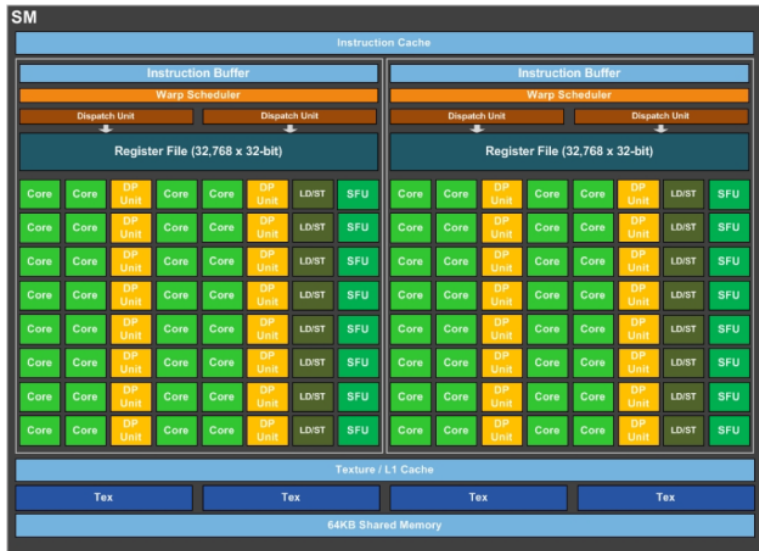 SM
Instruction Cache
Instruction Buffer Instruction Buffer
Warp Scheduler Warp Scheduler
Dispatch Unit Dispatch Unit Dispatch Unit Dispatch Unit
Register File (32,768 x 32-bit) Register File (32,768 x 32-bit)
Core Core DP Unit Core Core DP Unit LD/ST SFU Core Core DP Unit Core Core DP Unit LD/ST SFU
Core Core DP Unit Core Core DP Unit LD/ST SFU Core Core DP Unit Core Core DP Unit LD/ST SFU
Core Core DP Unit Core Core DP Unit LD/ST SFU Core Core DP Unit Core Core DP Unit LD/ST SFU
Core Core DP Unit Core Core DP Unit LD/ST SFU Core Core DP Unit Core Core DP Unit LD/ST SFU
Core Core DP Unit Core Core DP Unit LD/ST SFU Core Core DP Unit Core Core DP Unit LD/ST SFU
Core Core DP Unit Core Core DP Unit LD/ST SFU Core Core DP Unit Core Core DP Unit LD/ST SFU
Core Core DP Unit Core Core DP Unit LD/ST SFU Core Core DP Unit Core Core DP Unit LD/ST SFU
Core Core DP Unit Core Core DP Unit LD/ST SFU Core Core DP Unit Core Core DP Unit LD/ST SFU
Texture / L1 Cache
Tex Tex Tex Tex
64KB Shared Memory